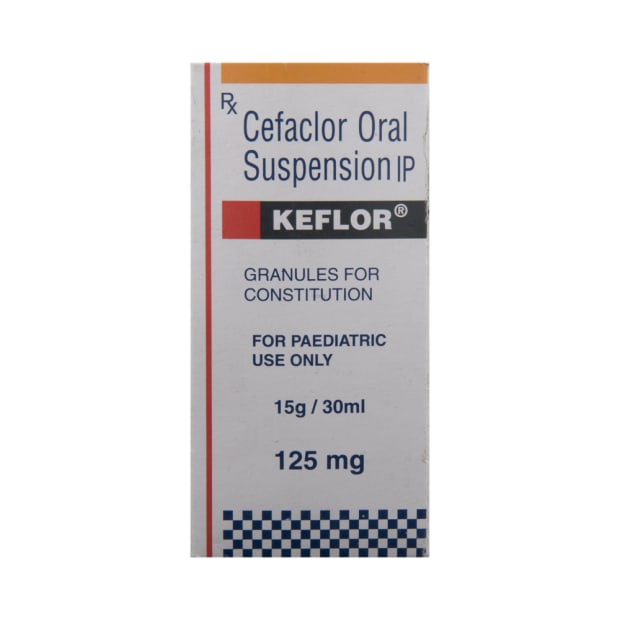 Rx
Cefaclor Oral
Suspension IP
KEFLOR®
GRANULES FOR
CONSTITUTION
FOR PAEDIATRIC
USE ONLY
15g / 30ml
125 mg